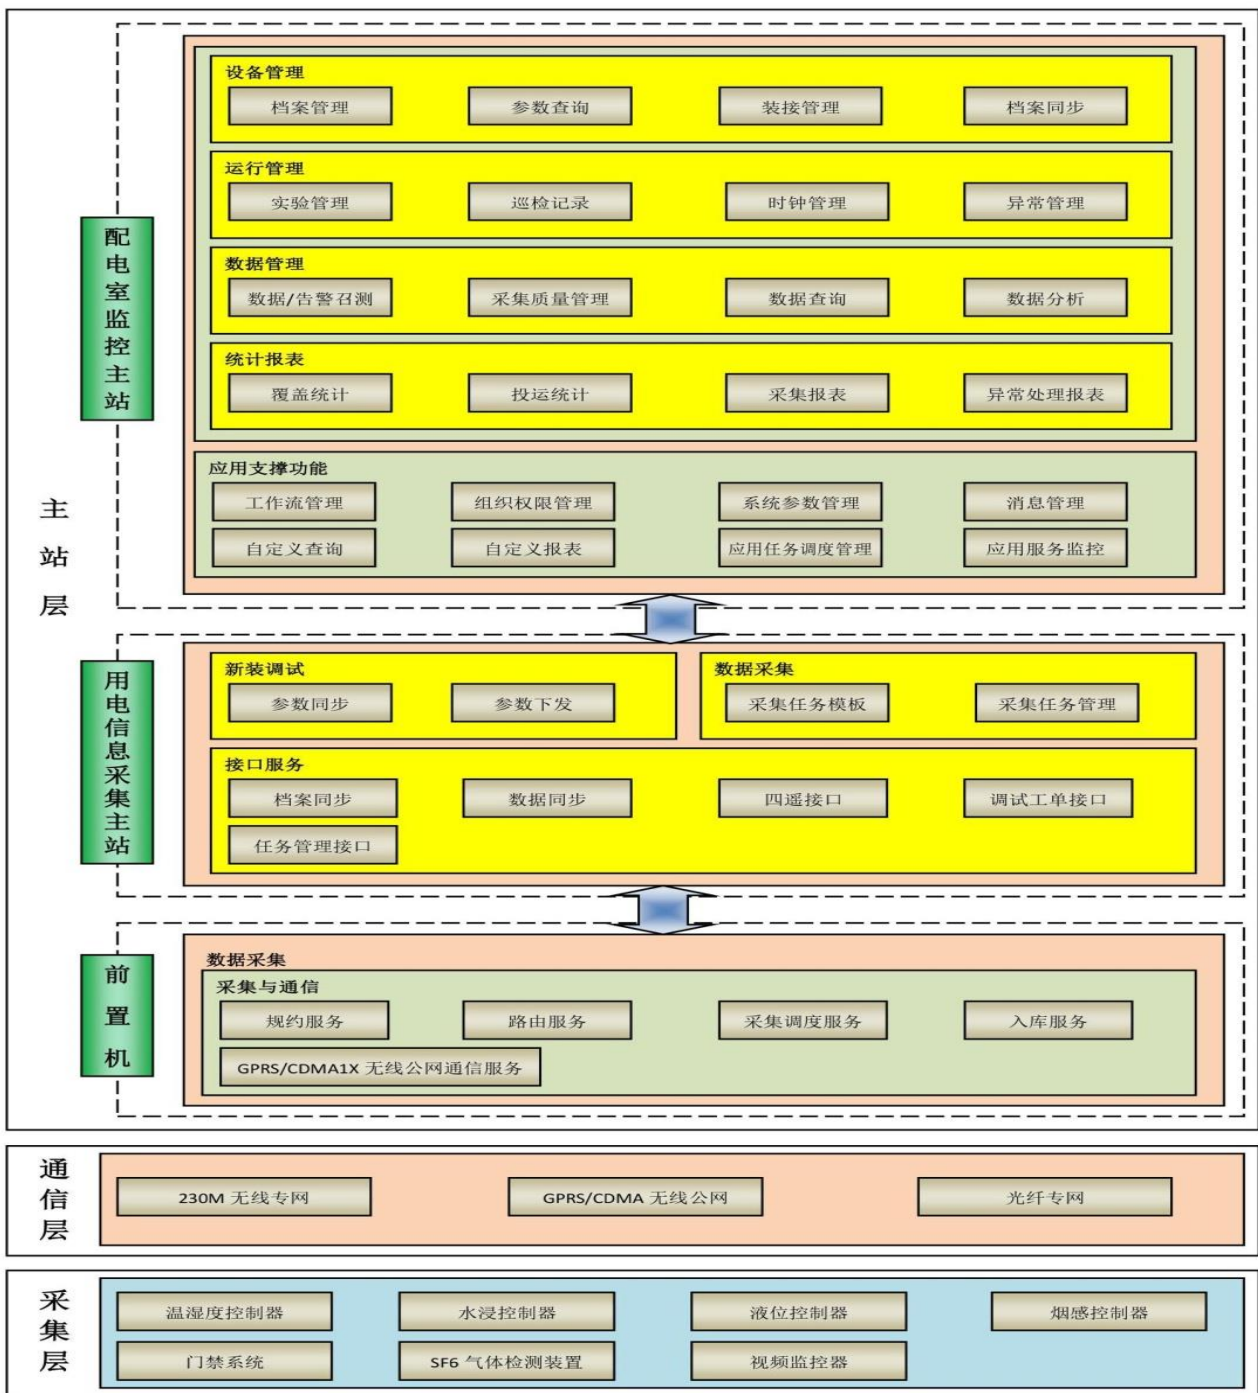 主站层
配电室监控主站
设备管理
档案管理 参数查询 装接管理 档案同步
运行管理
实验管理 巡检记录 时钟管理 异常管理
数据管理
数据/告警召测 采集质量管理 数据查询 数据分析
统计报表
覆盖统计 投运统计 采集报表 异常处理报表
应用支撑功能
工作流管理 组织权限管理 系统参数管理 消息管理
自定义查询 自定义报表 应用任务调度管理 应用服务监控
用电信息采集主站
新装调试 数据采集
参数同步 参数下发 采集任务模板 采集任务管理
接口服务
档案同步 数据同步 四遥接口 调试工单接口
任务管理接口
前置机
数据采集
采集与通信
规约服务 路由服务 采集调度服务 入库服务
GPRS/CDMA1X 无线公网通信服务
通信层
230M 无线专网 GPRS/CDMA 无线公网 光纤专网
采集层
温湿度控制器 水浸控制器 液位控制器 烟感控制器
门禁系统 SF6 气体检测装置 视频监控器